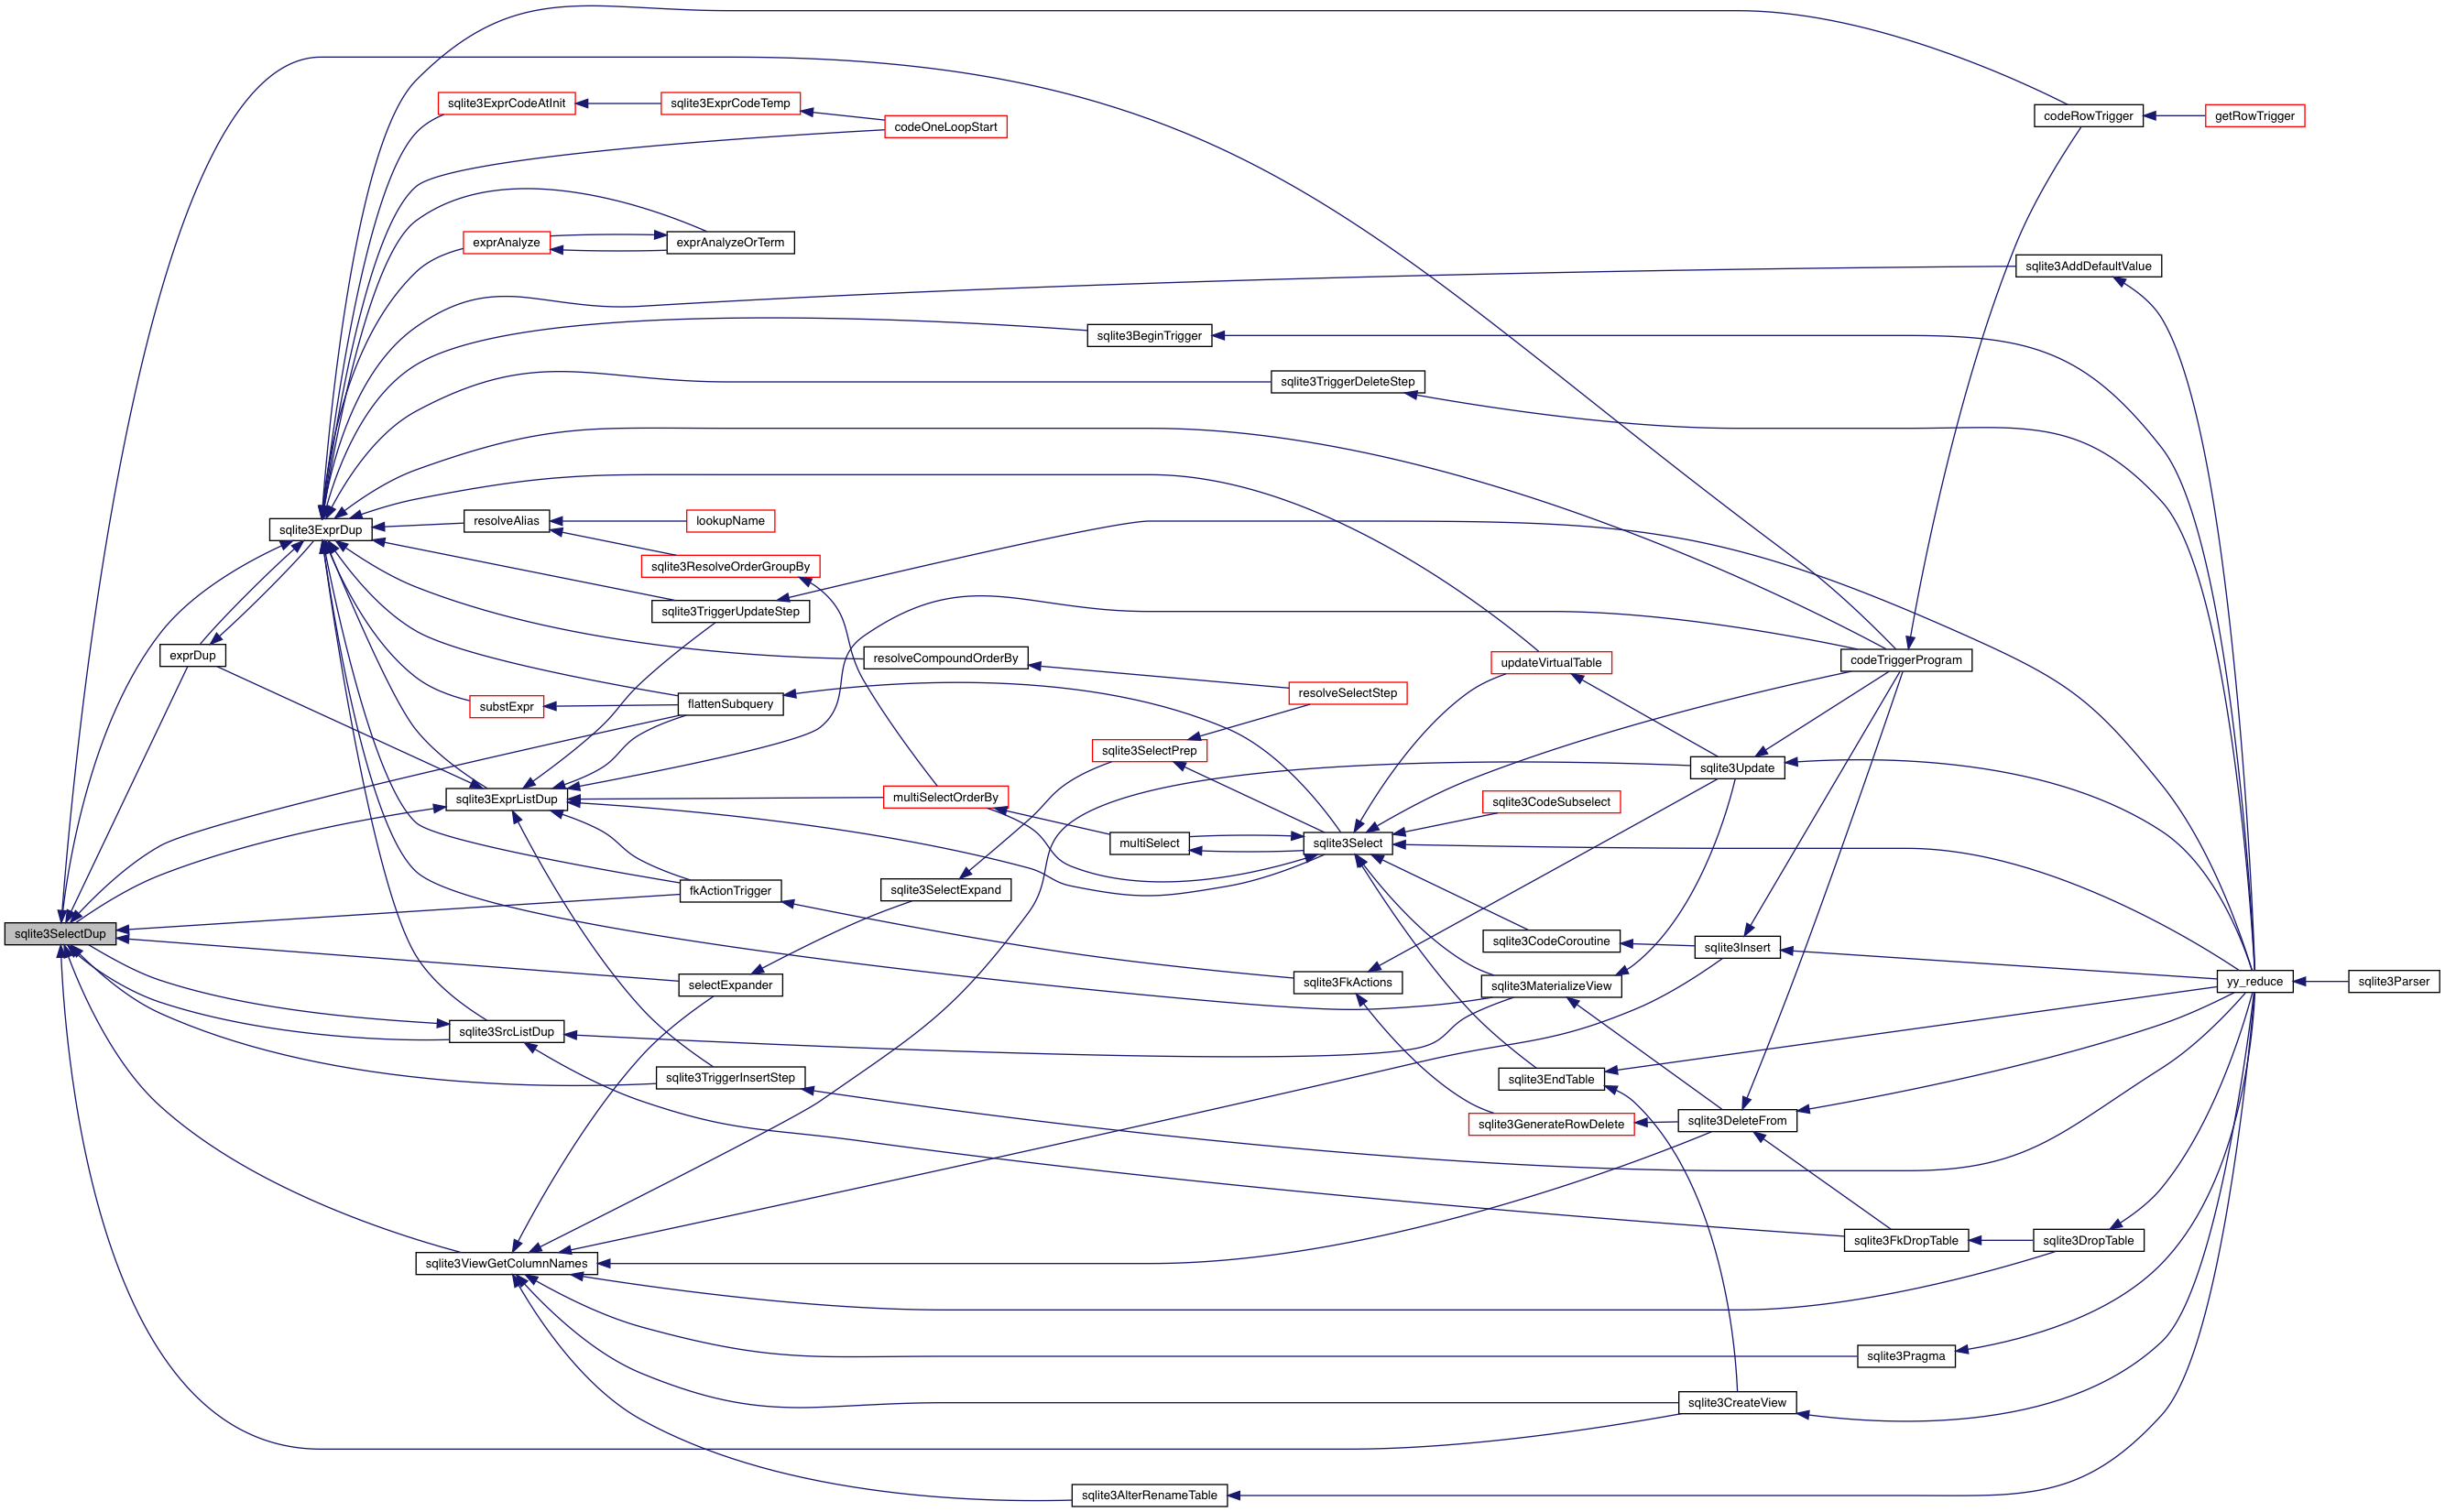 sqlite3ExprCodeAtInit
sqlite3ExprCodeTemp
codeOneLoopStart
codeRowTrigger
getRowTrigger
exprAnalyze
exprAnalyzeOrTerm
sqlite3AddDefaultValue
sqlite3BeginTrigger
sqlite3TriggerDeleteStep
sqlite3ExprDup
resolveAlias
lookupName
sqlite3ResolveOrderGroupBy
sqlite3TriggerUpdateStep
exprDup
resolveCompoundOrderBy
updateVirtualTable
codeTriggerProgram
substExpr
flattenSubquery
resolveSelectStep
sqlite3SelectPrep
sqlite3Update
sqlite3ExprListDup
multiSelectOrderBy
sqlite3CodeSubselect
multiSelect
sqlite3Select
fkActionTrigger
sqlite3SelectExpand
sqlite3SelectDup
sqlite3CodeCoroutine
sqlite3Insert
selectExpander
sqlite3FkActions
sqlite3MaterializeView
yy_reduce
sqlite3Parser
sqlite3SrcListDup
sqlite3TriggerInsertStep
sqlite3EndTable
sqlite3GenerateRowDelete
sqlite3DeleteFrom
sqlite3FkDropTable
sqlite3DropTable
sqlite3ViewGetColumnNames
sqlite3Pragma
sqlite3CreateView
sqlite3AlterRenameTable